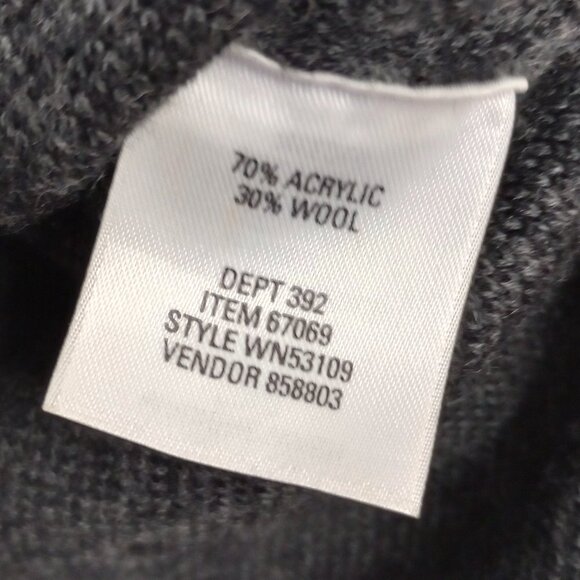 70% ACRYLIC
30% WOOL
DEPT 392
ITEM 67069
STYLE WN53109
VENDOR 858803